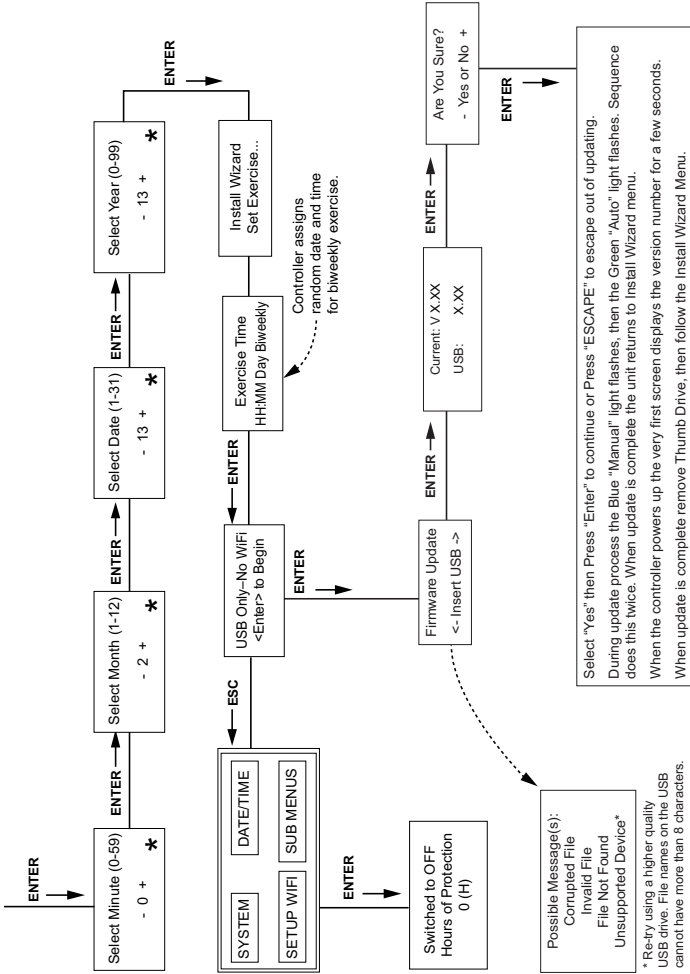 ENTER
Select Minute (0-59)
- 0 +
*
ENTER
Select Month (1-12)
- 2 +
*
ENTER
Select Date (1-31)
- 13 +
*
ENTER
Select Year (0-99)
- 13 +
*
ENTER
Install Wizard
Set Exercise...
Exercise Time
HH:MM Day Biweekly
Controller assigns
random date and time
for biweekly exercise.
ENTER
USB Only–No WiFi
<Enter> to Begin
ESC
SYSTEM
DATE/TIME
SETUP WIFI
SUB MENUS
ENTER
Switched to OFF
Hours of Protection
0 (H)
ENTER
Firmware Update
<- Insert USB ->
ENTER
Current: V X.XX
USB: X.XX
ENTER
Are You Sure?
- Yes or No +
ENTER
Possible Message(s):
Corrupted File
Invalid File
File Not Found
Unsupported Device*
* Re-try using a higher quality
USB drive. File names on the USB
cannot have more than 8 characters.
Select “Yes” then Press “Enter” to continue or Press “ESCAPE” to escape out of updating.
During update process the Blue “Manual” light flashes, then the Green “Auto” light flashes. Sequence
does this twice. When update is complete the unit returns to Install Wizard menu.
When the controller powers up the very first screen displays the version number for a few seconds.
When update is complete remove Thumb Drive, then follow the Install Wizard Menu.